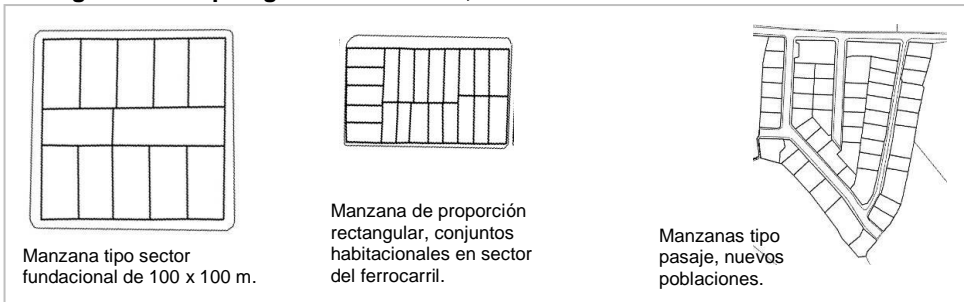 Manzana tipo sector
fundacional de 100 x 100 m.
Manzana de proporción
rectangular, conjuntos
habitacionales en sector
del ferrocarril.
Manzanas tipo
pasaje, nuevos
poblaciones.